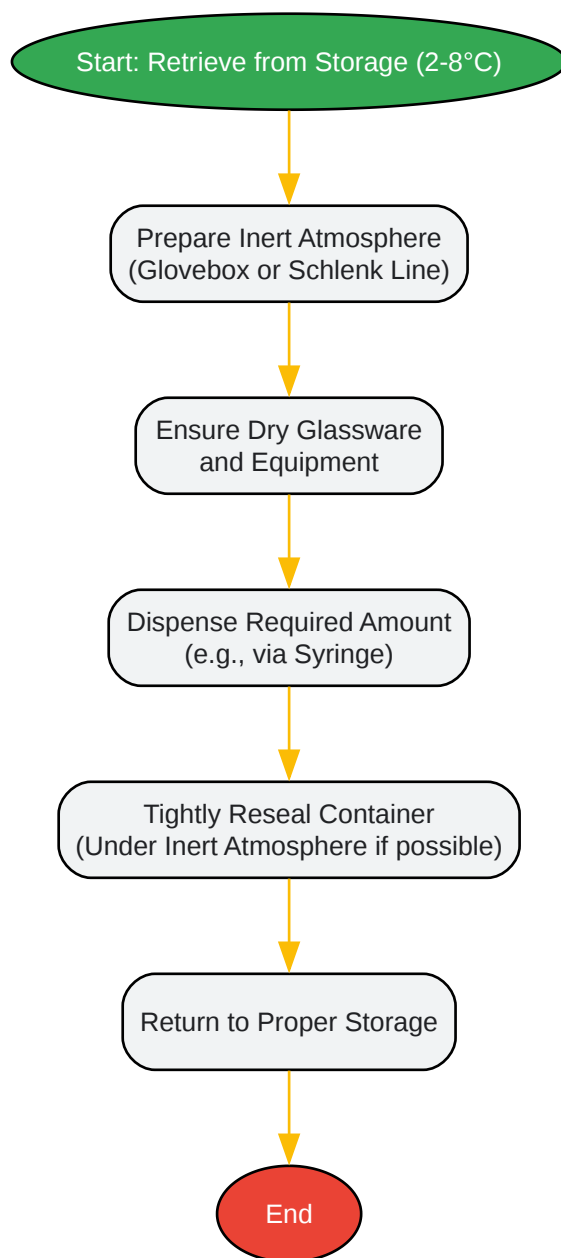 Start: Retrieve from Storage (2-8°C)
Prepare Inert Atmosphere
(Glovebox or Schlenk Line)
Ensure Dry Glassware
and Equipment
Dispense Required Amount
(e.g., via Syringe)
Tightly Reseal Container
(Under Inert Atmosphere if possible)
Return to Proper Storage
End